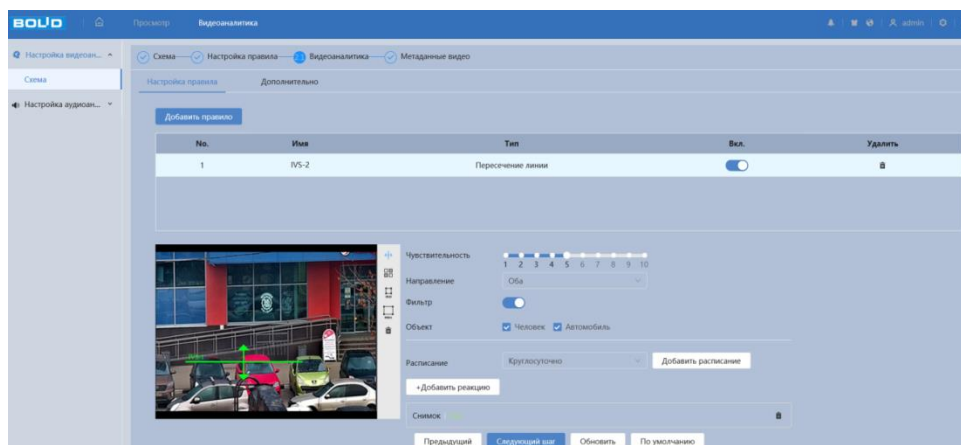 BOLID
Просмотр
Видеоаналитика
admin
Настройка видеоан...
Схема
Настройка аудиоан...
Схема
Настройка правила
Видеоаналитика
Метаданные видео
Настройка правила
Дополнительно
Добавить правило
No. Имя Тип Вкл. Удалить
1 IVS-2 Пересечение линии
Чувствительность
1 2 3 4 5 6 7 8 9 10
Направление Оба
Фильтр
Объект Человек Автомобиль
IVS-2
Расписание Круглосуточно Добавить расписание
+Добавить реакцию
Снимок
Предыдущий Следующий шаг Обновить По умолчанию